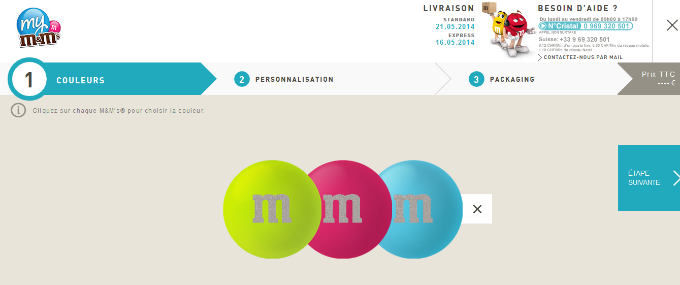 my
m&m's
LIVRAISON
STANDARD
21.05.2014
EXPRESS
16.05.2014
BESOIN D'AIDE ?
Du lundi au vendredi de 09h00 à 17h00
N°Cristal 0 969 320 501
APPEL NON SURTAXE
Suisse: +33 9 69 320 501
CONTACTEZ-NOUS PAR MAIL
1 COULEURS
2 PERSONNALISATION
3 PACKAGING
Prix TTC
---- €
i Cliquez sur chaque M&M's® pour choisir la couleur.
ÉTAPE
SUIVANTE
m m m